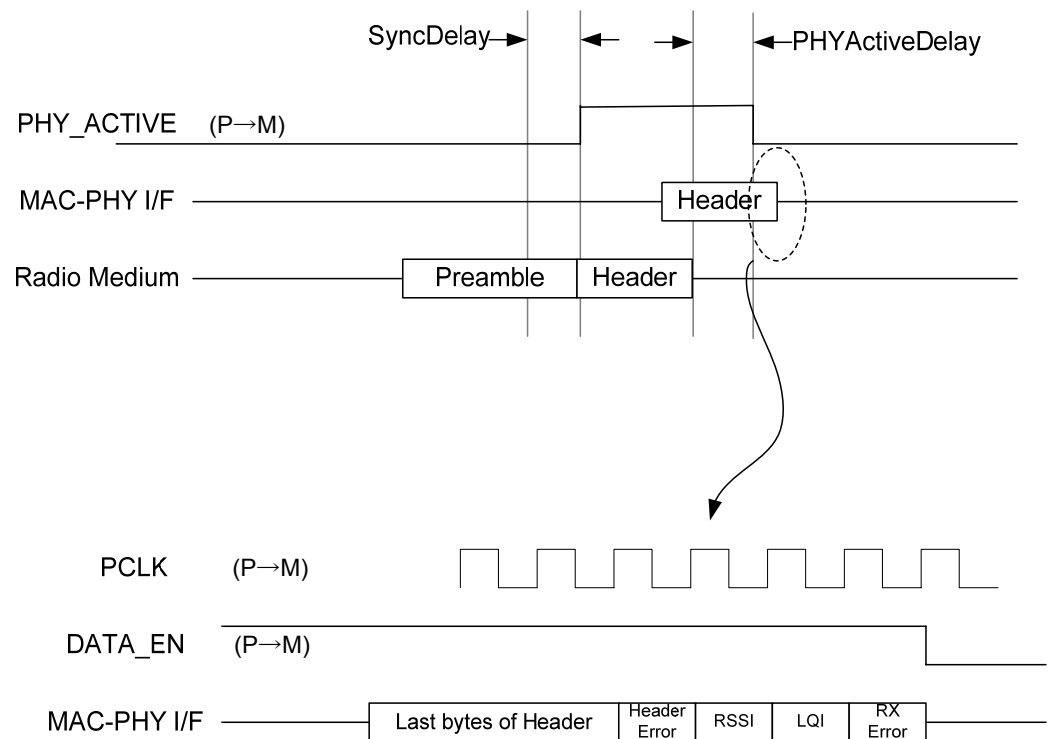 SyncDelay PHYActiveDelay
PHY_ACTIVE (P→M)
MAC-PHY I/F Header
Radio Medium Preamble Header
PCLK (P→M)
DATA_EN (P→M)
MAC-PHY I/F Last bytes of Header Header Error RSSI LQI RX Error